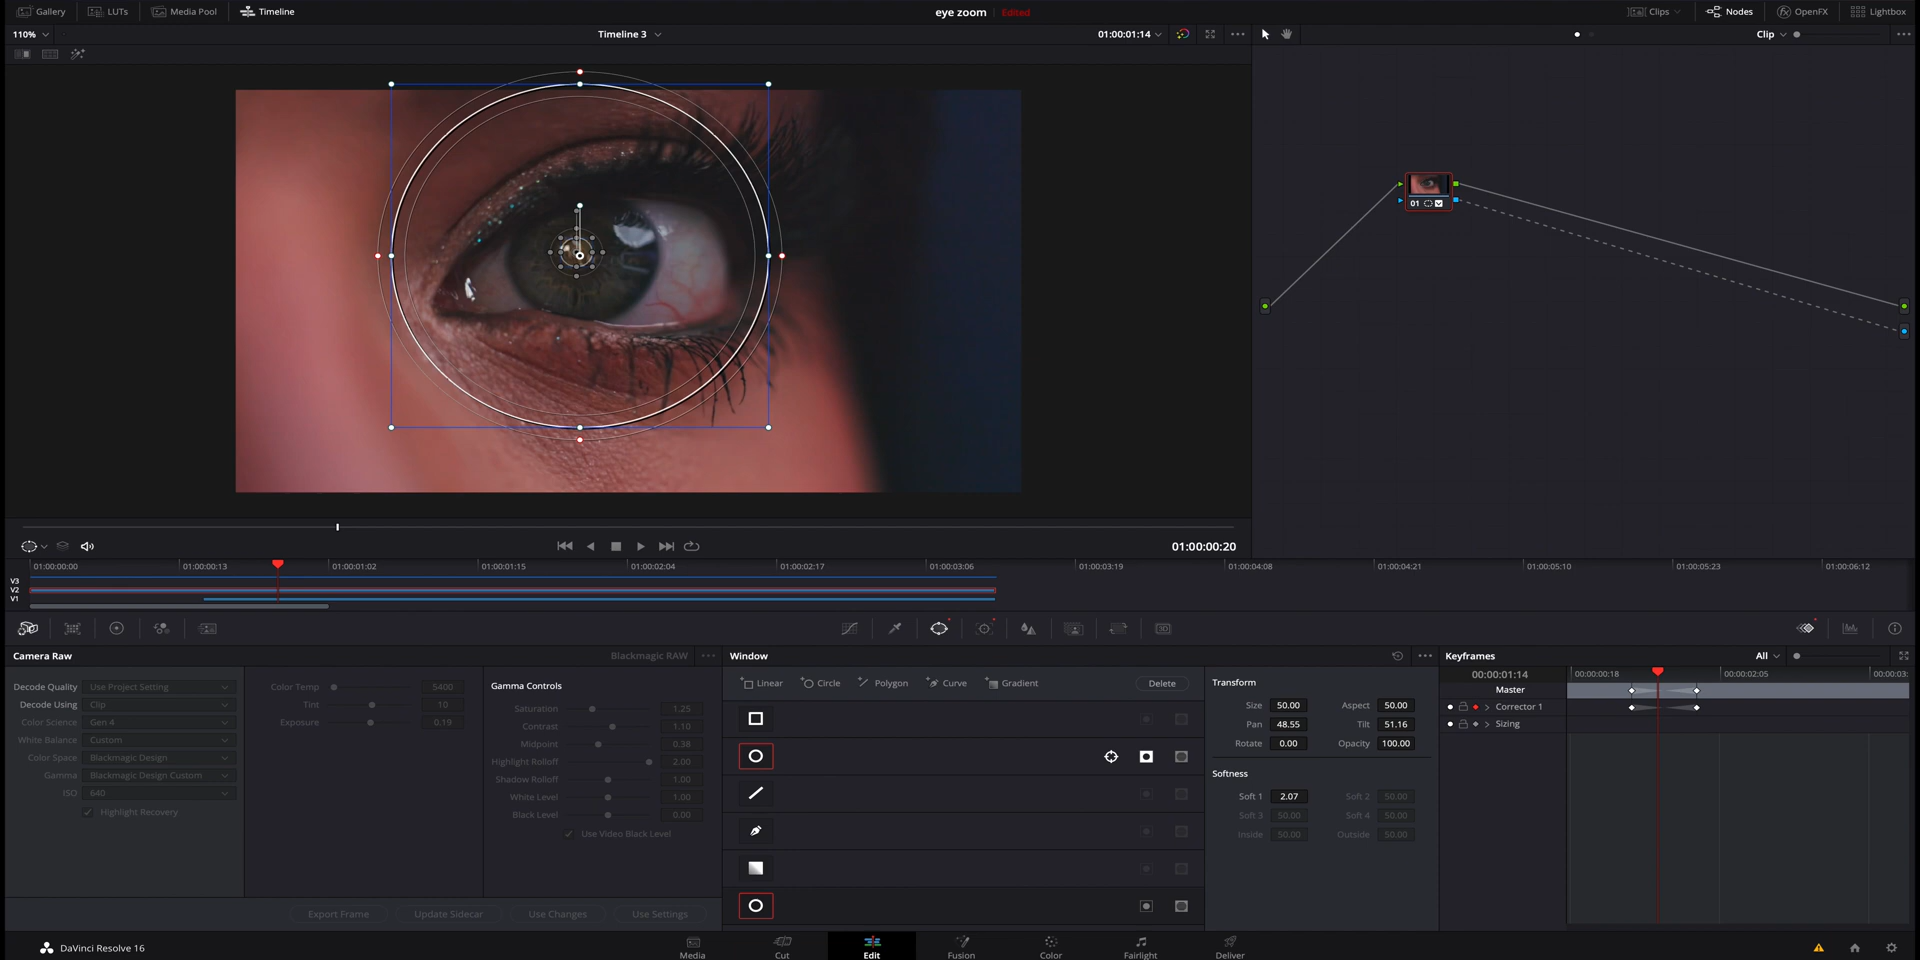 Gallery LUTs Media Pool Timeline eye zoom Edited Clips Nodes OpenFX Lightbox
110% Timeline 3 01:00:01:14 Clip
01
01:00:00:20
01:00:00:00 01:00:00:13 01:00:01:02 01:00:01:15 01:00:02:04 01:00:02:17 01:00:03:06 01:00:03:19 01:00:04:08 01:00:04:21 01:00:05:10 01:00:05:23 01:00:06:12
V3
V2
V1
3D
Camera Raw Blackmagic RAW
Decode Quality Use Project Setting
Decode Using Clip
Color Science Gen 4
White Balance Custom
Color Space Blackmagic Design
Gamma Blackmagic Design Custom
ISO 640
Highlight Recovery
Color Temp 5400
Tint 10
Exposure 0.19
Gamma Controls
Saturation 1.25
Contrast 1.10
Midpoint 0.38
Highlight Rolloff 2.00
Shadow Rolloff 1.00
White Level 1.00
Black Level 0.00
Use Video Black Level
Export Frame Update Sidecar Use Changes Use Settings
Window
Linear Circle Polygon Curve Gradient Delete
Transform
Size 50.00 Aspect 50.00
Pan 48.55 Tilt 51.16
Rotate 0.00 Opacity 100.00
Softness
Soft 1 2.07 Soft 2 50.00
Soft 3 50.00 Soft 4 50.00
Inside 50.00 Outside 50.00
Keyframes All
00:00:01:14 00:00:00:18 00:00:02:05 00:00:03:
Master
Corrector 1
Sizing
DaVinci Resolve 16 Media Cut Edit Fusion Color Fairlight Deliver